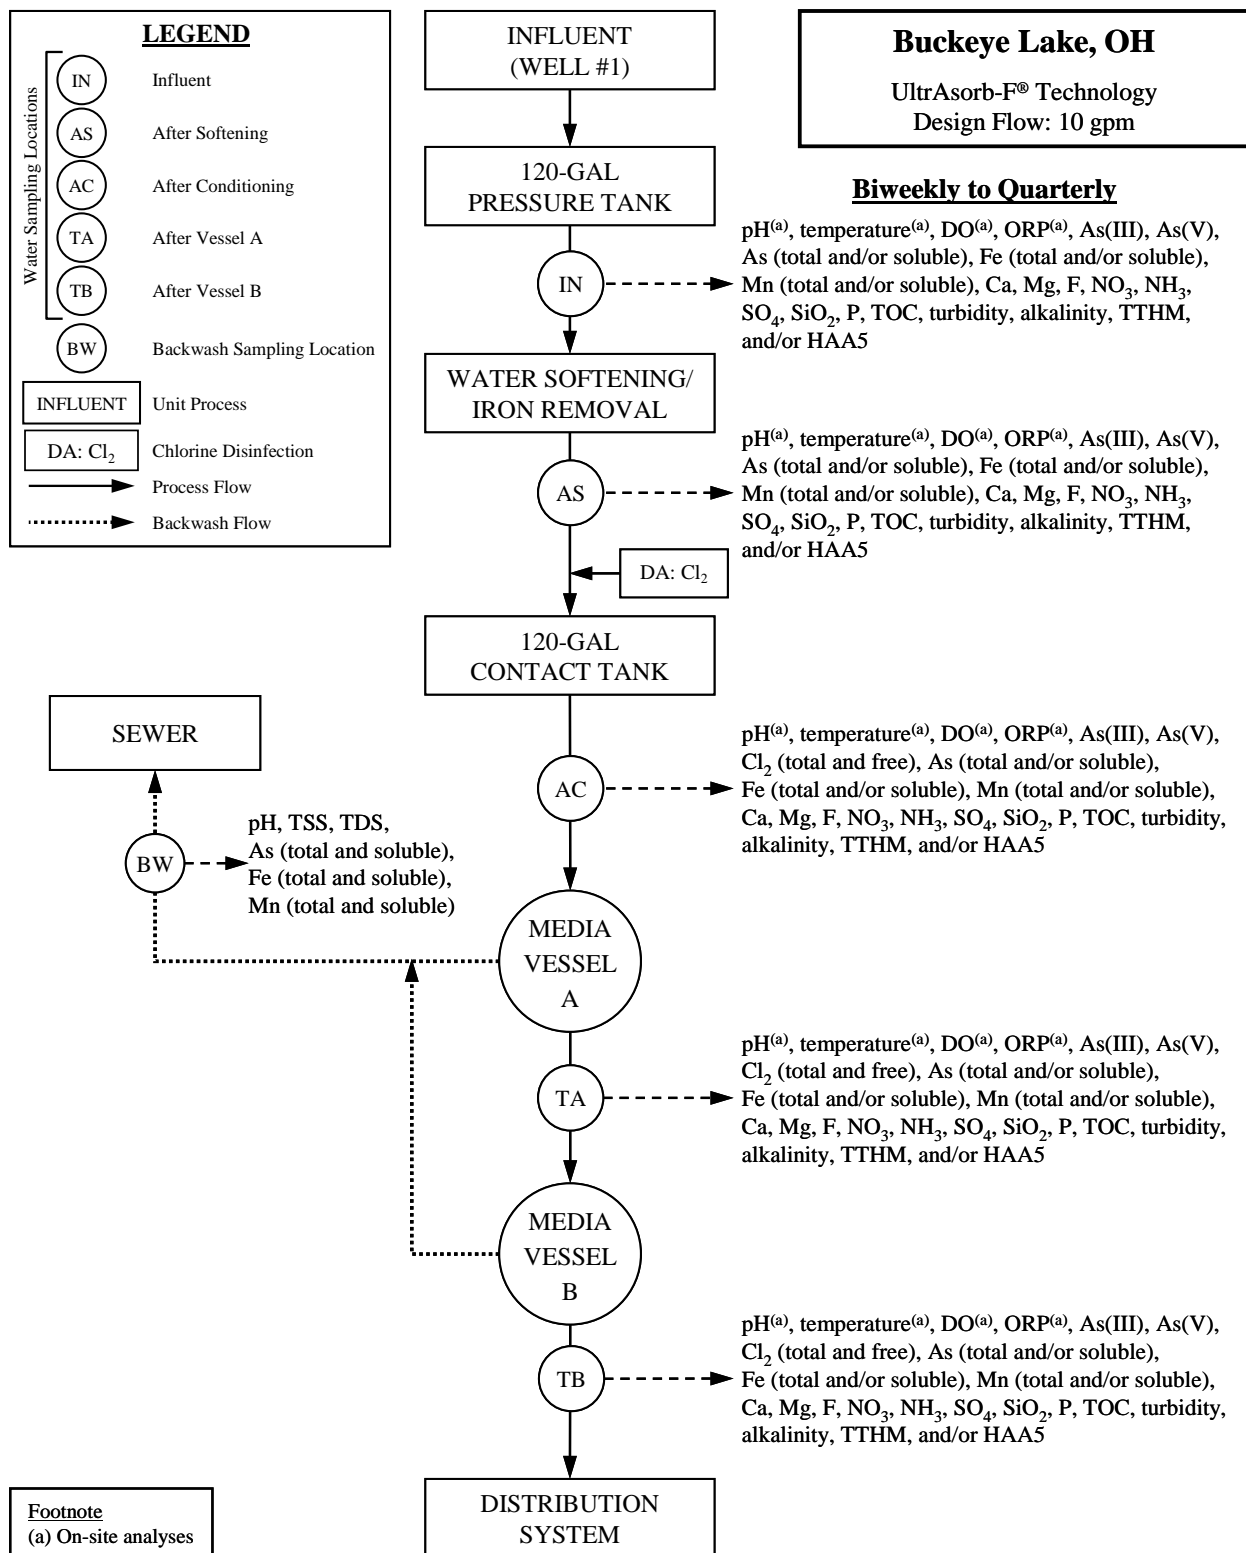 LEGEND
Water Sampling Locations
IN Influent
AS After Softening
AC After Conditioning
TA After Vessel A
TB After Vessel B
BW Backwash Sampling Location
INFLUENT Unit Process
DA: Cl₂ Chlorine Disinfection
Process Flow
Backwash Flow
INFLUENT
(WELL #1)
Buckeye Lake, OH
UltrAsorb-F® Technology
Design Flow: 10 gpm
120-GAL
PRESSURE TANK
Biweekly to Quarterly
IN
pH(a), temperature(a), DO(a), ORP(a), As(III), As(V),
As (total and/or soluble), Fe (total and/or soluble),
Mn (total and/or soluble), Ca, Mg, F, NO₃, NH₃,
SO₄, SiO₂, P, TOC, turbidity, alkalinity, TTHM,
and/or HAA5
WATER SOFTENING/
IRON REMOVAL
AS
pH(a), temperature(a), DO(a), ORP(a), As(III), As(V),
As (total and/or soluble), Fe (total and/or soluble),
Mn (total and/or soluble), Ca, Mg, F, NO₃, NH₃,
SO₄, SiO₂, P, TOC, turbidity, alkalinity, TTHM,
and/or HAA5
DA: Cl₂
120-GAL
CONTACT TANK
AC
pH(a), temperature(a), DO(a), ORP(a), As(III), As(V),
Cl₂ (total and free), As (total and/or soluble),
Fe (total and/or soluble), Mn (total and/or soluble),
Ca, Mg, F, NO₃, NH₃, SO₄, SiO₂, P, TOC, turbidity,
alkalinity, TTHM, and/or HAA5
SEWER
BW
pH, TSS, TDS,
As (total and soluble),
Fe (total and soluble),
Mn (total and soluble)
MEDIA
VESSEL
A
TA
pH(a), temperature(a), DO(a), ORP(a), As(III), As(V),
Cl₂ (total and free), As (total and/or soluble),
Fe (total and/or soluble), Mn (total and/or soluble),
Ca, Mg, F, NO₃, NH₃, SO₄, SiO₂, P, TOC, turbidity,
alkalinity, TTHM, and/or HAA5
MEDIA
VESSEL
B
TB
pH(a), temperature(a), DO(a), ORP(a), As(III), As(V),
Cl₂ (total and free), As (total and/or soluble),
Fe (total and/or soluble), Mn (total and/or soluble),
Ca, Mg, F, NO₃, NH₃, SO₄, SiO₂, P, TOC, turbidity,
alkalinity, TTHM, and/or HAA5
DISTRIBUTION
SYSTEM
Footnote
(a) On-site analyses